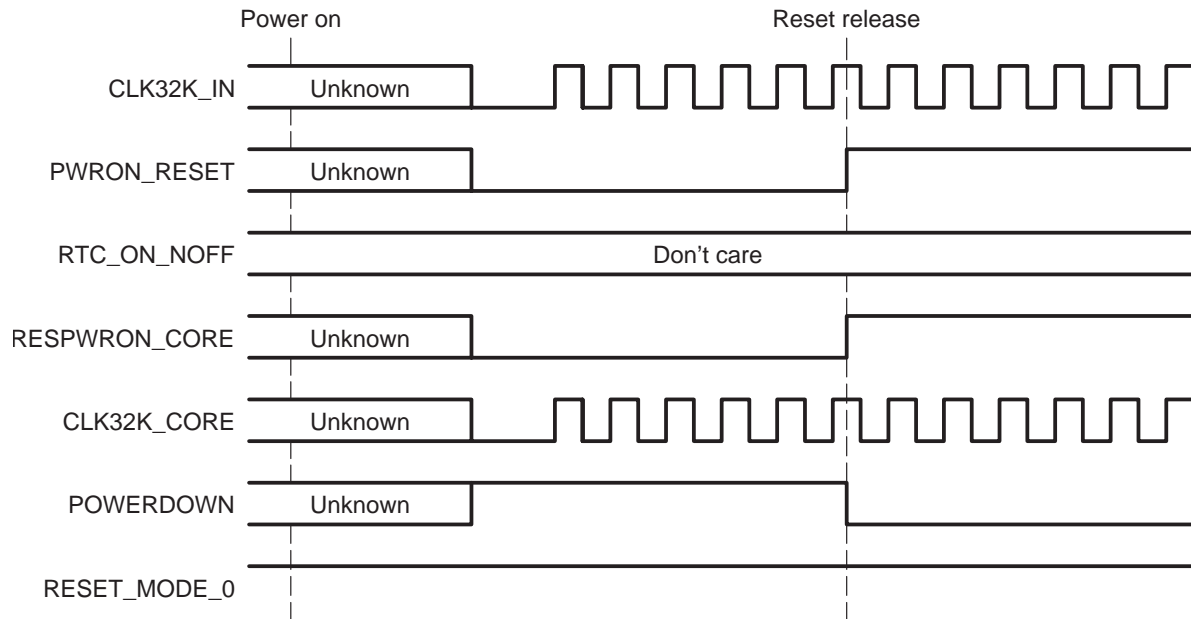 Power on Reset release
CLK32K_IN Unknown
PWRON_RESET Unknown
RTC_ON_NOFF Don't care
RESPWRON_CORE Unknown
CLK32K_CORE Unknown
POWERDOWN Unknown
RESET_MODE_0